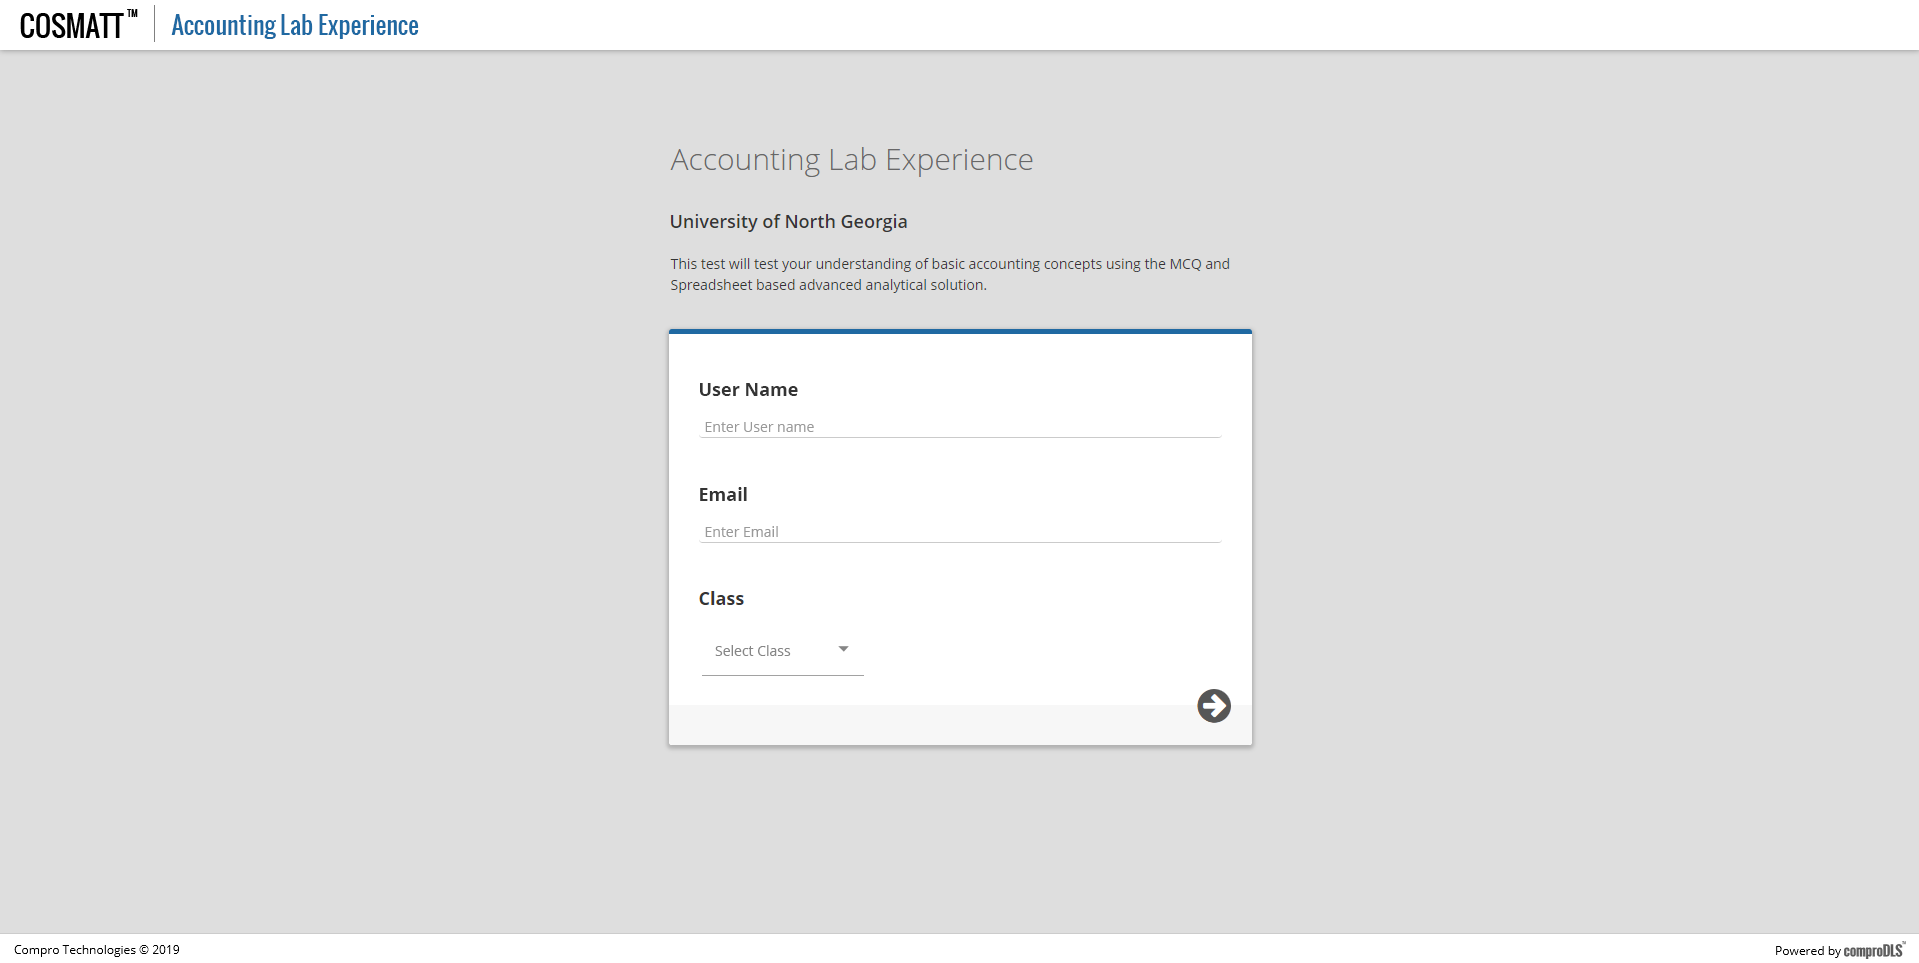 COSMATT™ Accounting Lab Experience
Accounting Lab Experience
University of North Georgia
This test will test your understanding of basic accounting concepts using the MCQ and
Spreadsheet based advanced analytical solution.
User Name
Enter User name
Email
Enter Email
Class
Select Class
Compro Technologies © 2019
Powered by comproDLS™